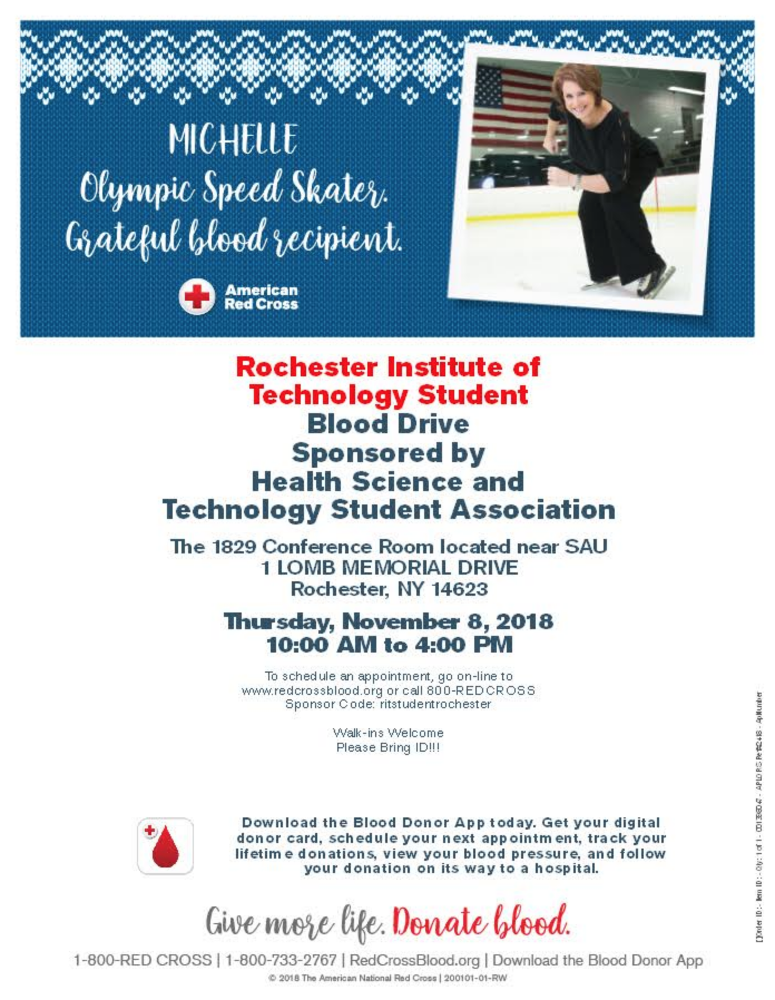 MICHELLE
Olympic Speed Skater.
Grateful blood recipient.
American
Red Cross
Rochester Institute of
Technology Student
Blood Drive
Sponsored by
Health Science and
Technology Student Association
The 1829 Conference Room located near SAU
1 LOMB MEMORIAL DRIVE
Rochester, NY 14623
Thursday, November 8, 2018
10:00 AM to 4:00 PM
To schedule an appointment, go on-line to
www.redcrossblood.org or call 800-REDCROSS
Sponsor Code: ritstudentrochester
Walk-ins Welcome
Please Bring ID!!!
Download the Blood Donor App today. Get your digital
donor card, schedule your next appointment, track your
lifetime donations, view your blood pressure, and follow
your donation on its way to a hospital.
Give more life. Donate blood.
1-800-RED CROSS | 1-800-733-2767 | RedCrossBlood.org | Download the Blood Donor App
© 2018 The American National Red Cross | 200101-01-RW
Order ID: - Item ID: - Qty: 1 of 1 -